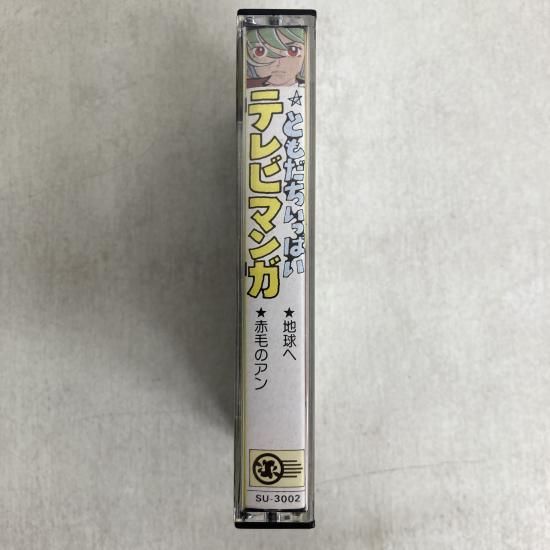 ☆ともだちいっぱい
テレビマンガ
★地球へ
★赤毛のアン
SU-3002